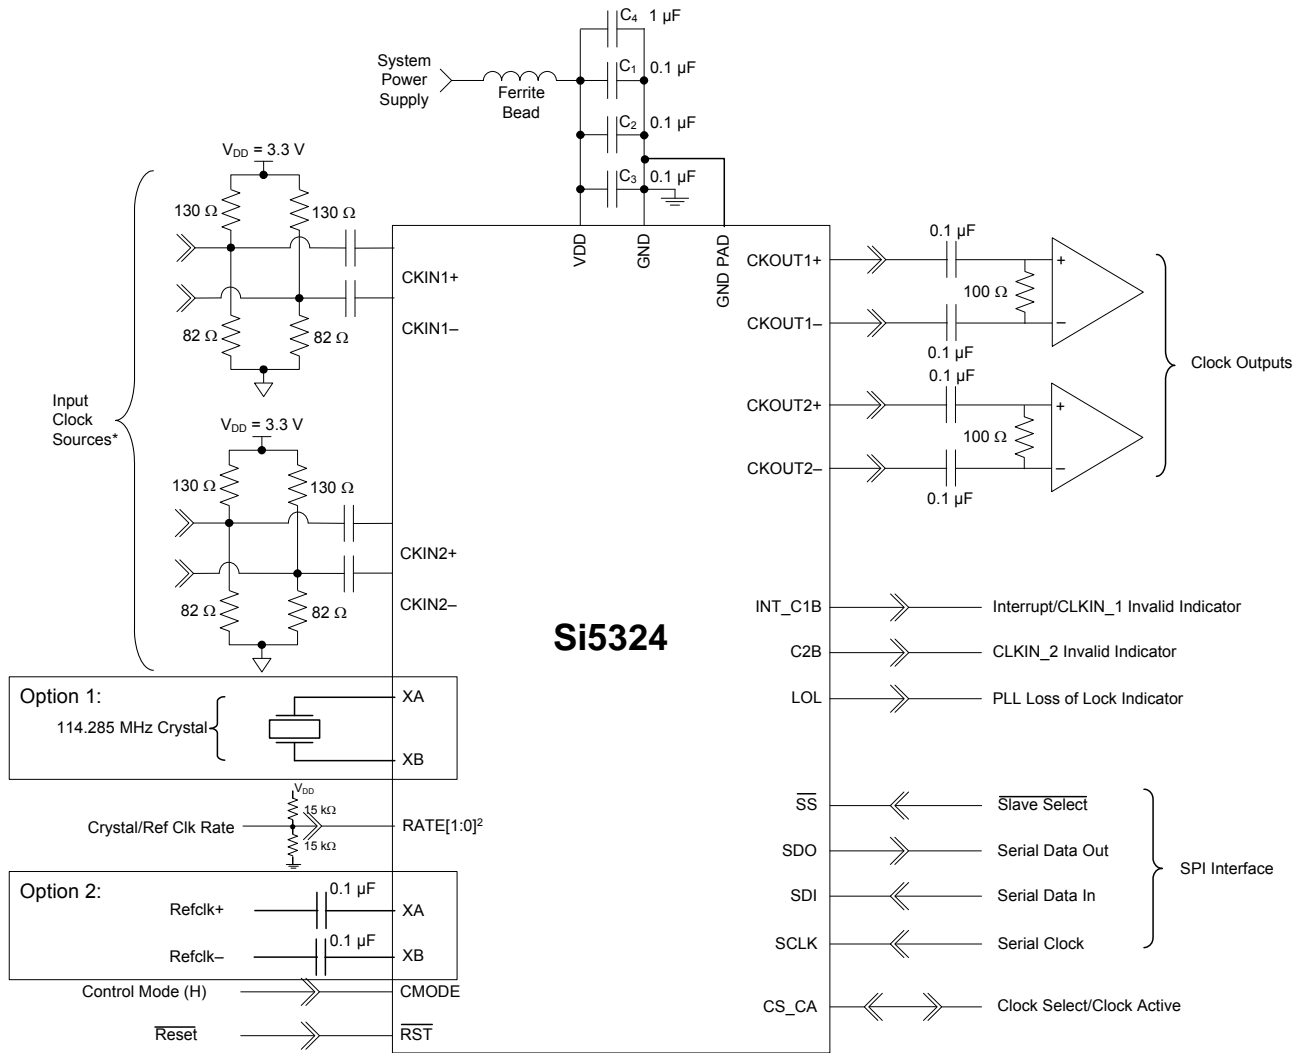 C4 1 µF
System
Power
Supply
Ferrite
Bead
C1 0.1 µF
C2 0.1 µF
C3 0.1 µF
VDD = 3.3 V
130 Ω
130 Ω
82 Ω
82 Ω
CKIN1+
CKIN1–
Input
Clock
Sources*
VDD = 3.3 V
130 Ω
130 Ω
82 Ω
82 Ω
CKIN2+
CKIN2–
VDD
GND
GND PAD
Si5324
CKOUT1+
0.1 µF
100 Ω
+
–
CKOUT1–
0.1 µF
CKOUT2+
0.1 µF
100 Ω
+
–
CKOUT2–
0.1 µF
Clock Outputs
INT_C1B
Interrupt/CLKIN_1 Invalid Indicator
C2B
CLKIN_2 Invalid Indicator
LOL
PLL Loss of Lock Indicator
Option 1:
114.285 MHz Crystal
XA
XB
VDD
15 kΩ
15 kΩ
Crystal/Ref Clk Rate
RATE[1:0]²
Option 2:
Refclk+
0.1 µF
XA
Refclk–
0.1 µF
XB
Control Mode (H)
CMODE
Reset
RST
SS
Slave Select
SDO
Serial Data Out
SDI
Serial Data In
SCLK
Serial Clock
SPI Interface
CS_CA
Clock Select/Clock Active